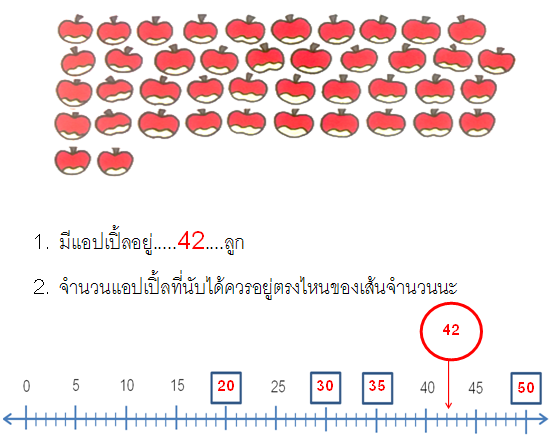 1. มีแอปเปิ้ลอยู่.....42....ลูก
2. จำนวนแอปเปิ้ลที่นับได้ควรอยู่ตรงไหนของเส้นจำนวนนะ
42
0 5 10 15 20 25 30 35 40 45 50